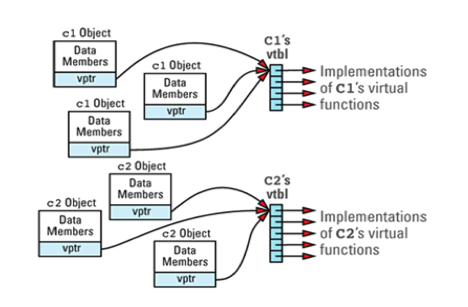 c1 Object
Data
Members
vptr
c1 Object
Data
Members
vptr
c1 Object
Data
Members
vptr
C1's
vtbl
Implementations
of C1's virtual
functions
c2 Object
Data
Members
vptr
c2 Object
Data
Members
vptr
c2 Object
Data
Members
vptr
C2's
vtbl
Implementations
of C2's virtual
functions